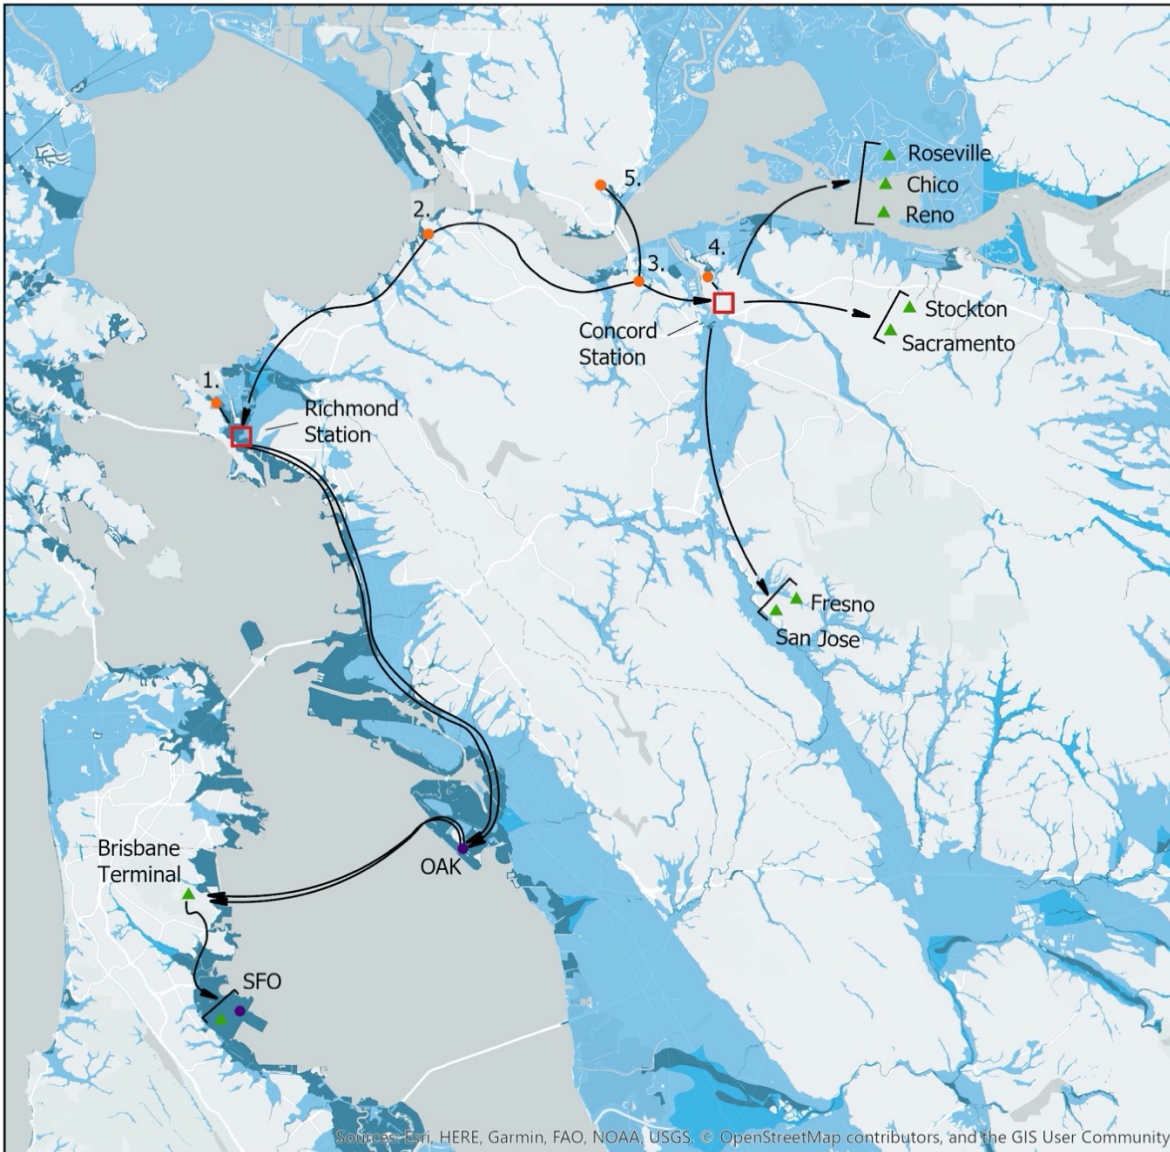 Roseville
Chico
Reno
5.
2.
4.
3.
Stockton
Sacramento
Concord
Station
1.
Richmond
Station
Fresno
San Jose
Brisbane
Terminal
OAK
SFO
Sources: Esri, HERE, Garmin, FAO, NOAA, USGS, © OpenStreetMap contributors, and the GIS User Community